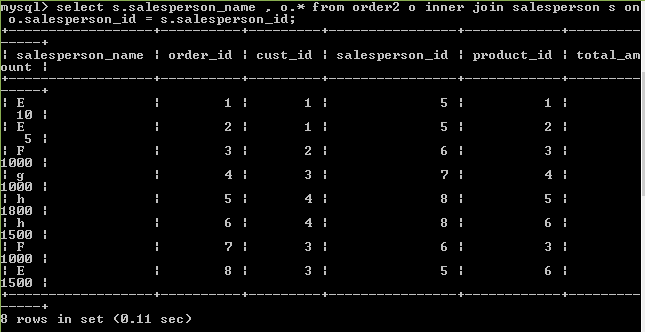 mysql> select s.salesperson_name , o.* from order2 o inner join salesperson s on
o.salesperson_id = s.salesperson_id;
+------------------+----------+---------+----------------+------------+---------
-----+
| salesperson_name | order_id | cust_id | salesperson_id | product_id | total_am
ount |
+------------------+----------+---------+----------------+------------+---------
-----+
| E | 1 | 1 | 5 | 1 |
10 |
| E | 2 | 1 | 5 | 2 |
5 |
| F | 3 | 2 | 6 | 3 |
1000 |
| g | 4 | 3 | 7 | 4 |
1000 |
| h | 5 | 4 | 8 | 5 |
1800 |
| h | 6 | 4 | 8 | 6 |
1500 |
| F | 7 | 3 | 6 | 3 |
1000 |
| E | 8 | 3 | 5 | 6 |
1500 |
+------------------+----------+---------+----------------+------------+---------
-----+
8 rows in set (0.11 sec)